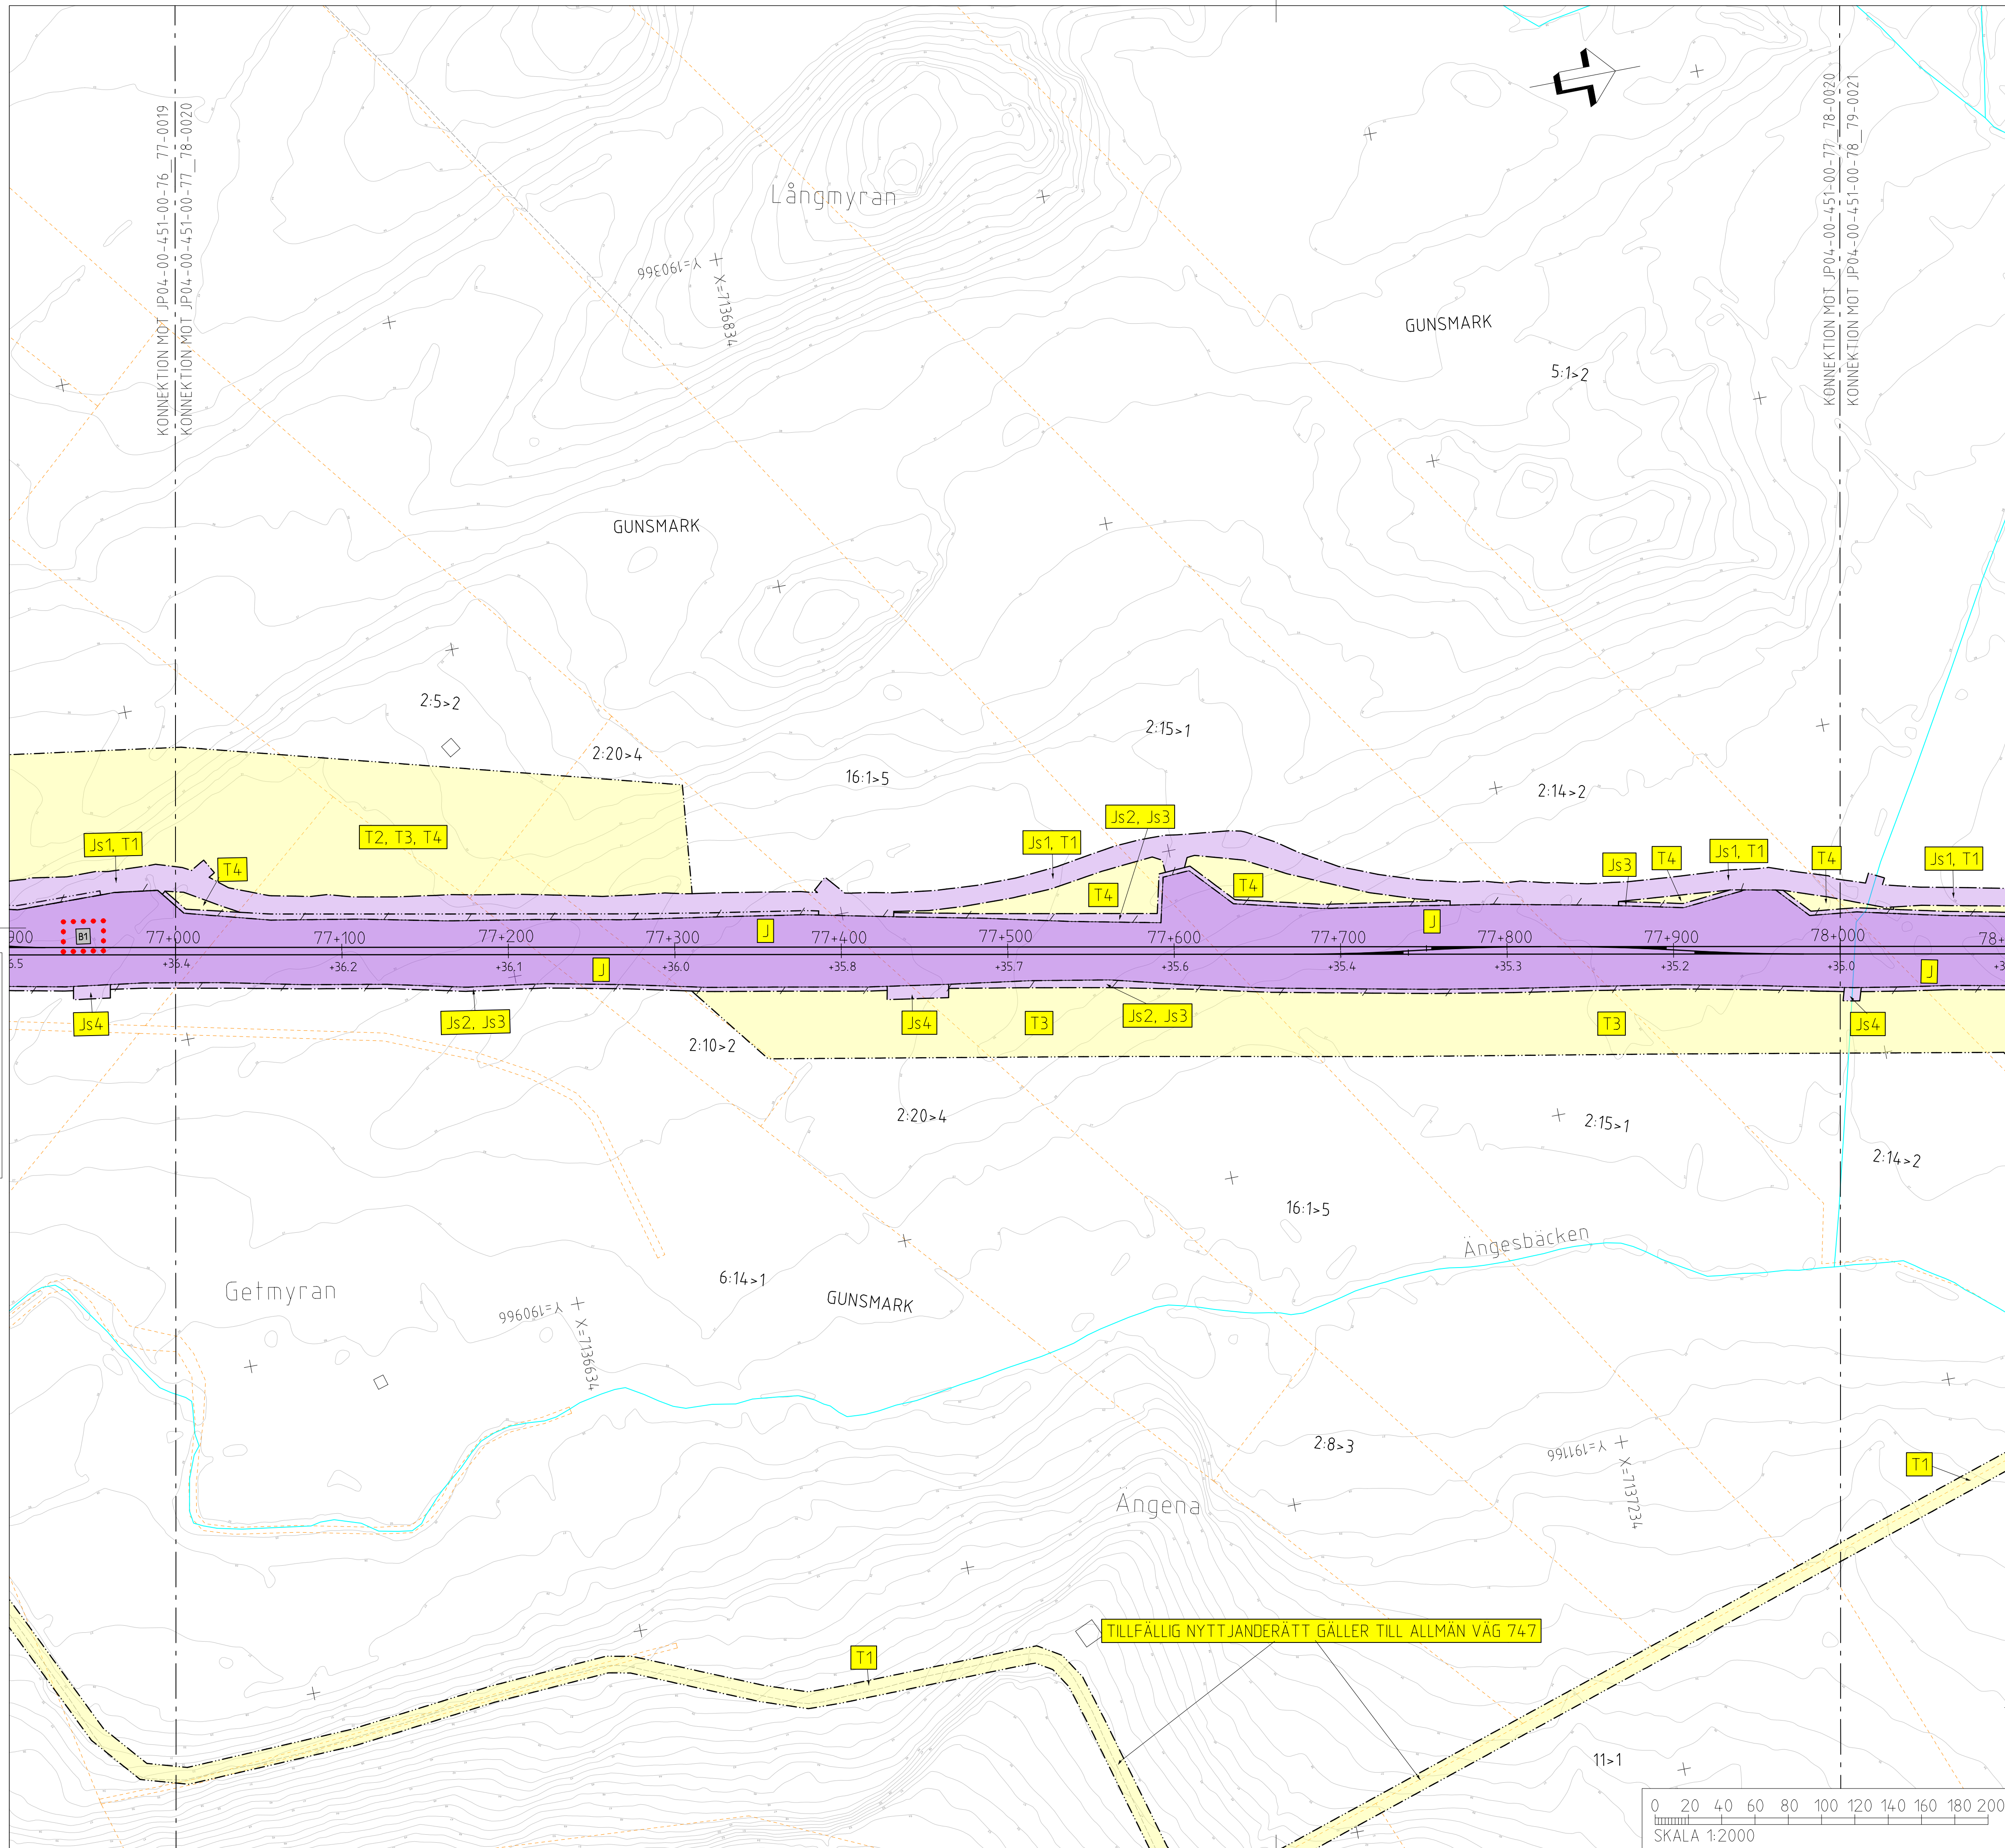 KONNEKTION MOT JP04-00-451-00-76__77-0019
KONNEKTION MOT JP04-00-451-00-77__78-0020
KONNEKTION MOT JP04-00-451-00-77__78-0020
KONNEKTION MOT JP04-00-451-00-78__79-0021
Långmyran
Y=190366
X=7136834
GUNSMARK
5:1>2
GUNSMARK
2:5>2
2:20>4
2:15>1
16:1>5
2:14>2
Js2, Js3
T2, T3, T4
Js1, T1
Js1, T1
Js1, T1
T4
Js3
T4
T4
Js1, T1
T4
T4
J
J
B1
900
77+000
77+100
77+200
77+300
77+400
77+500
77+600
77+700
77+800
77+900
78+000
+36.4
+36.2
+36.1
+36.0
+35.8
+35.7
+35.6
+35.4
+35.3
+35.2
+36.0
J
J
Js4
Js2, Js3
Js4
T3
Js2, Js3
T3
Js4
2:10>2
2:20>4
2:15>1
2:14>2
16:1>5
Ängesbäcken
Getmyran
6:14>1
GUNSMARK
Y=190966
X=7136634
2:8>3
Y=191166
X=7137234
T1
Ängena
TILLFÄLLIG NYTTJANDERÄTT GÄLLER TILL ALLMÄN VÄG 747
T1
11>1
0 20 40 60 80 100 120 140 160 180 200
SKALA 1:2000